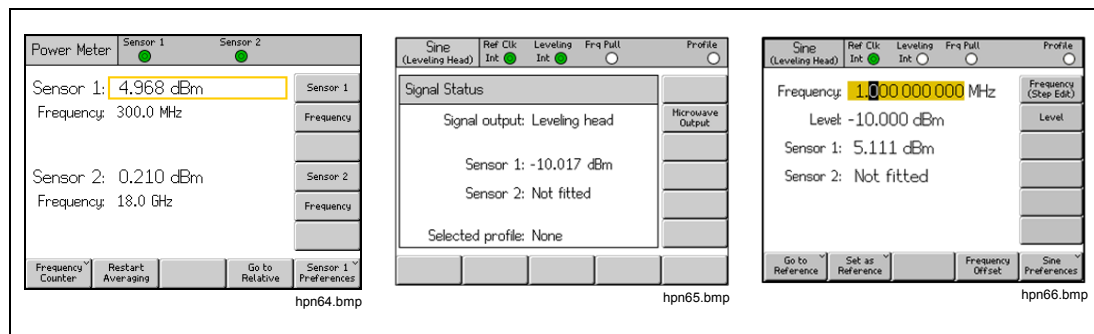 Power Meter
Sensor 1
Sensor 2
Sensor 1: 4.968 dBm
Sensor 1
Frequency: 300.0 MHz
Frequency
Sensor 2: 0.210 dBm
Sensor 2
Frequency: 18.0 GHz
Frequency
Frequency Counter
Restart Averaging
Go to Relative
Sensor 1 Preferences
hpn64.bmp
Sine
(Leveling Head)
Ref Clk
Int
Leveling
Int
Frq Pull
Profile
Signal Status
Signal output: Leveling head
Microwave Output
Sensor 1: -10.017 dBm
Sensor 2: Not fitted
Selected profile: None
hpn65.bmp
Sine
(Leveling Head)
Ref Clk
Int
Leveling
Int
Frq Pull
Profile
Frequency: 1.000 000 000 MHz
Frequency (Step Edit)
Level: -10.000 dBm
Level
Sensor 1: 5.111 dBm
Sensor 2: Not fitted
Go to Reference
Set as Reference
Frequency Offset
Sine Preferences
hpn66.bmp